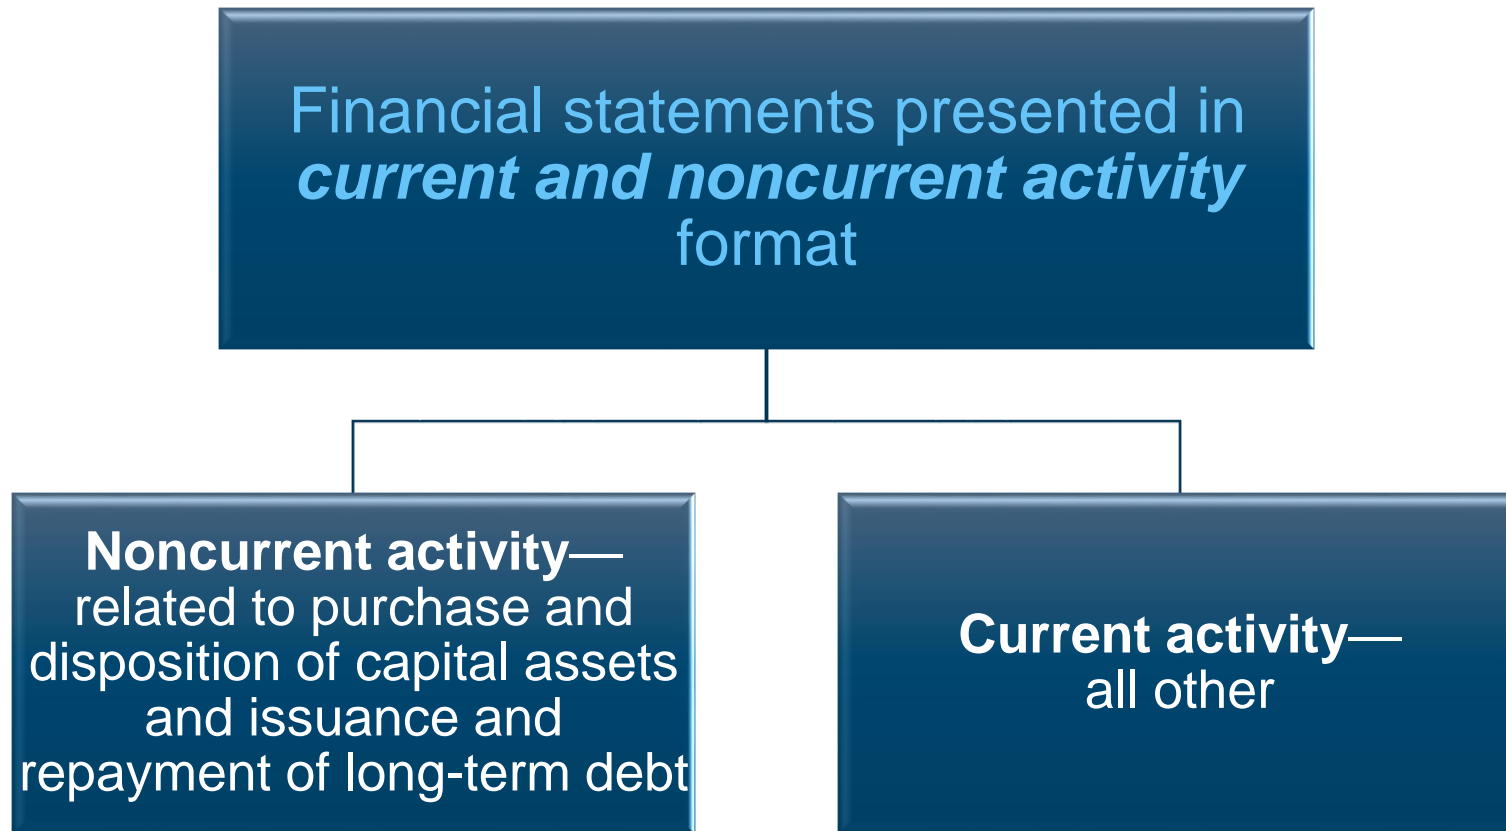 Financial statements presented in
current and noncurrent activity
format
Noncurrent activity—
related to purchase and
disposition of capital assets
and issuance and
repayment of long-term debt
Current activity—
all other